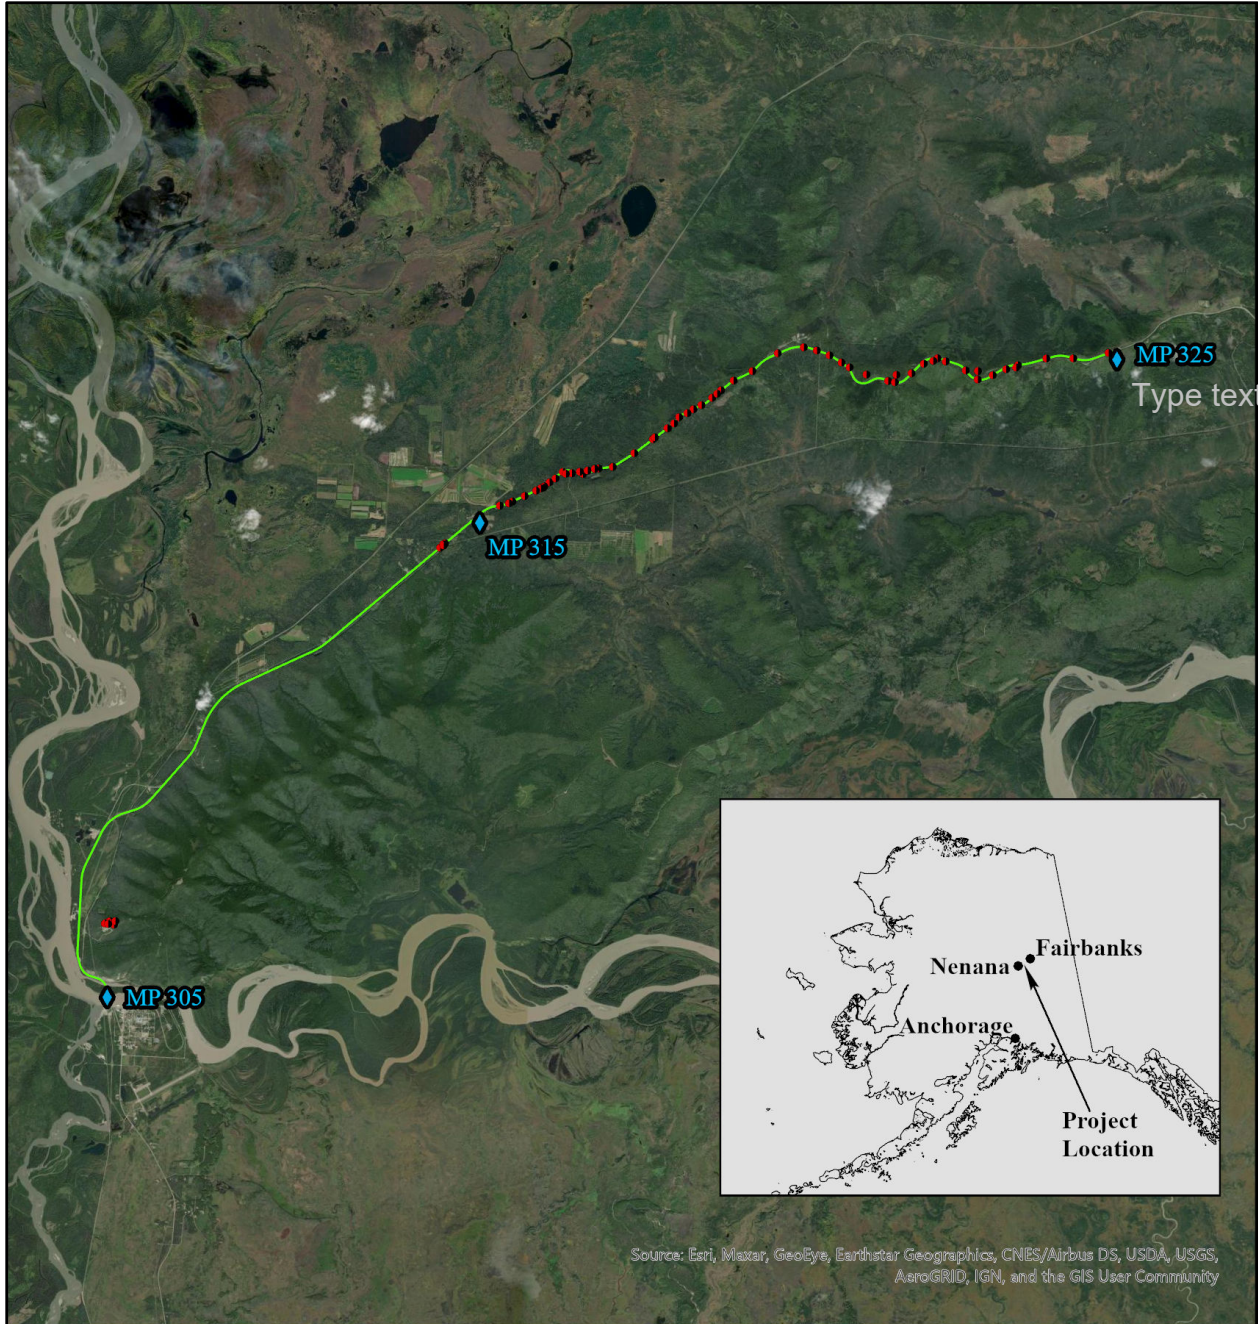 MP 325
Type text
MP 315
MP 305
Fairbanks
Nenana
Anchorage
Project
Location
Source: Esri, Maxar, GeoEye, Earthstar Geographics, CNES/Airbus DS, USDA, USGS,
AeroGRID, IGN, and the GIS User Community